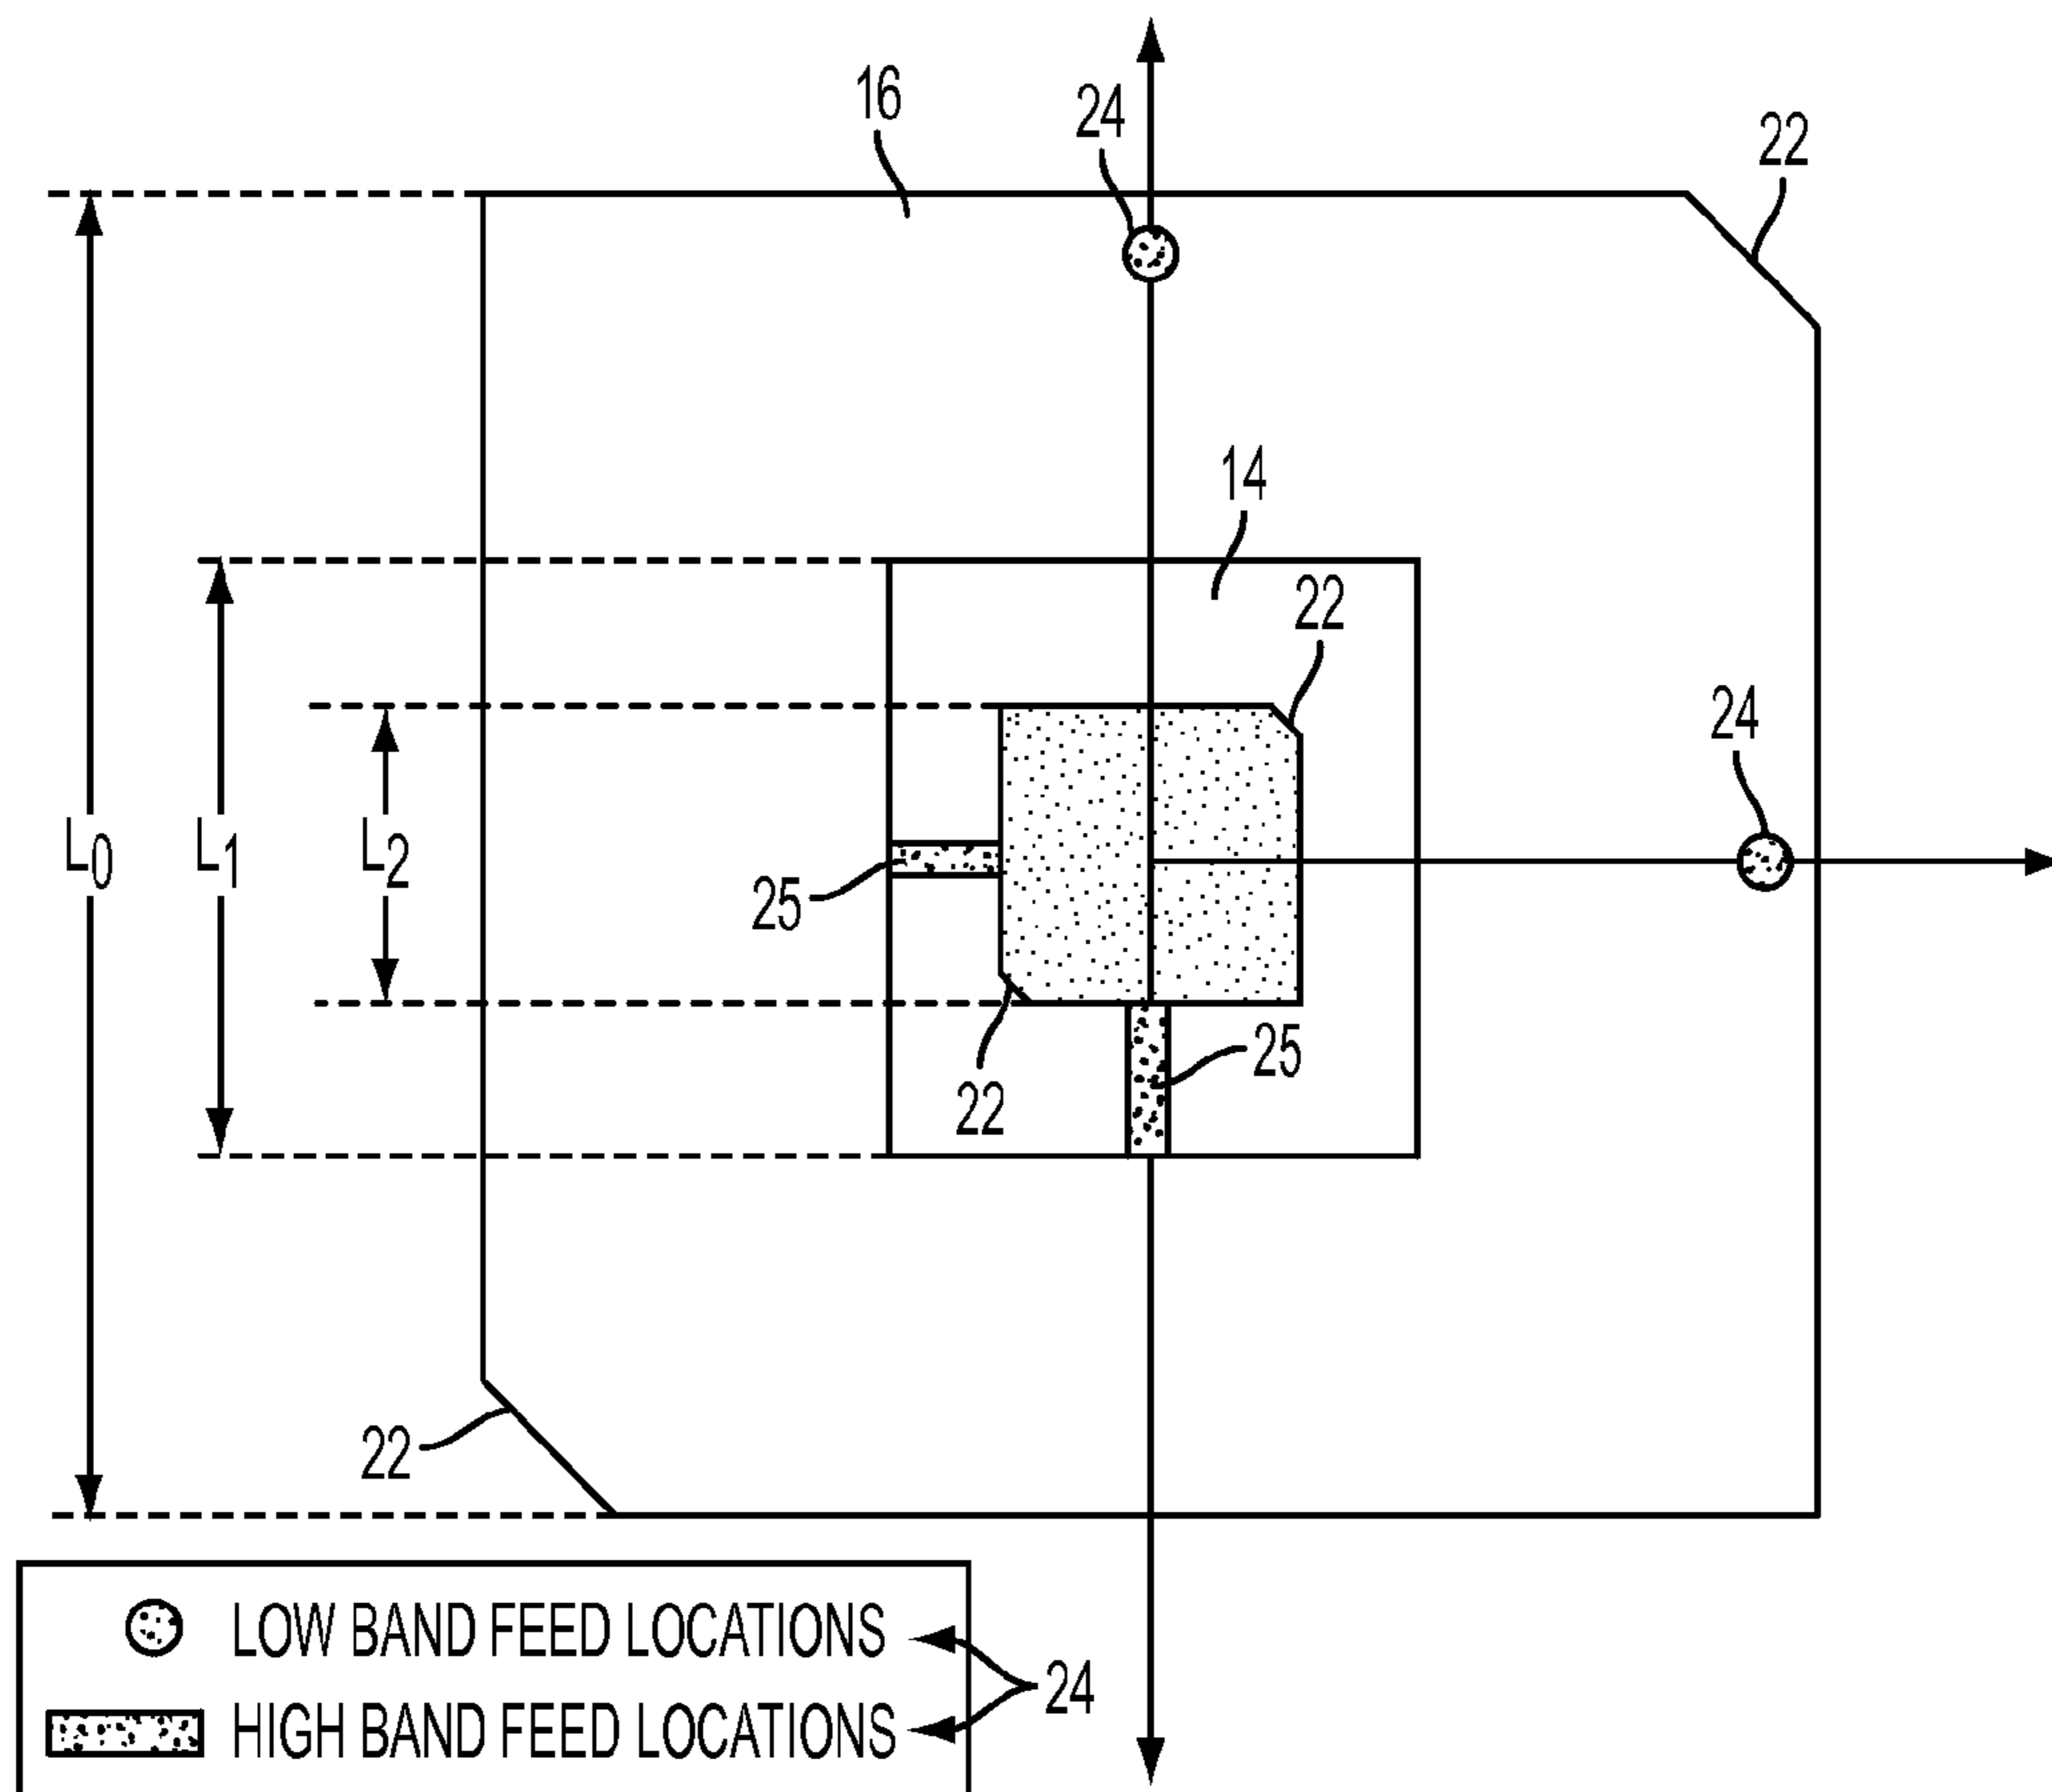 16
24
22
14
22
24
L0
L1
L2
25
25
22
22
LOW BAND FEED LOCATIONS
24
HIGH BAND FEED LOCATIONS